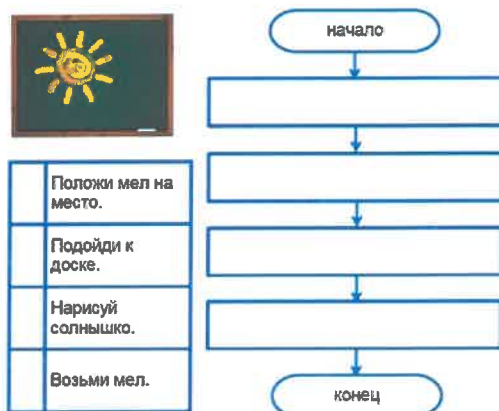 начало
Положи мел на
место.
Подойди к
доске.
Нарисуй
солнышко.
Возьми мел.
конец